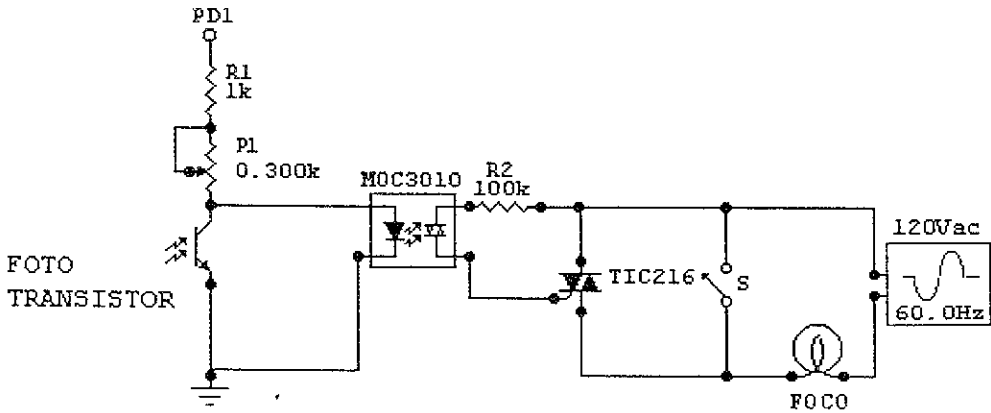 PD1
R1
1k
P1
0.300k
MOC3010
R2
100k
120Vac
FOTO
TRANSISTOR
TIC216
S
60.0Hz
FOCO